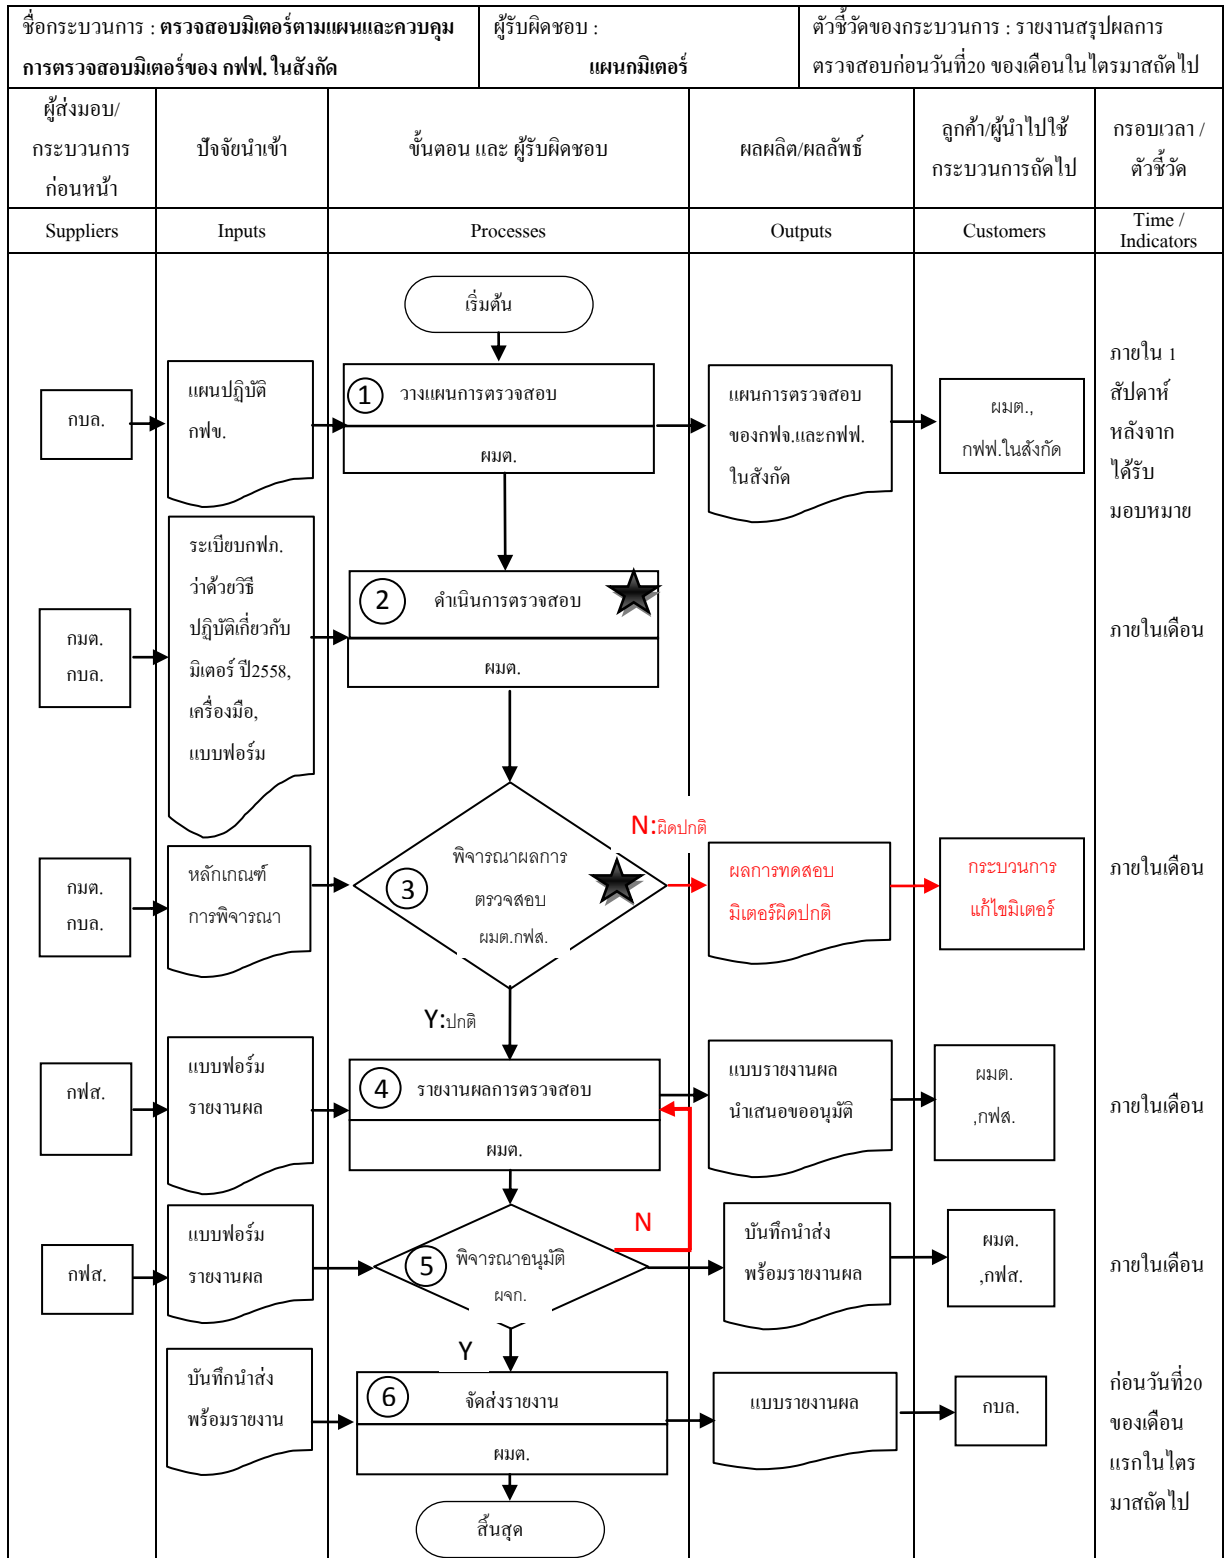 ชื่อกระบวนการ : ตรวจสอบมิเตอร์ตามแผนและควบคุม
การตรวจสอบมิเตอร์ของ กฟฟ. ในสังกัด
ผู้รับผิดชอบ :
แผนกมิเตอร์
ตัวชี้วัดของกระบวนการ : รายงานสรุปผลการ
ตรวจสอบก่อนวันที่20 ของเดือนในไตรมาสถัดไป
ผู้ส่งมอบ/
กระบวนการ
ก่อนหน้า
ปัจจัยนำเข้า
ขั้นตอน และ ผู้รับผิดชอบ
ผลผลิต/ผลลัพธ์
ลูกค้า/ผู้นำไปใช้
กระบวนการถัดไป
กรอบเวลา /
ตัวชี้วัด
Suppliers
Inputs
Processes
Outputs
Customers
Time /
Indicators
เริ่มต้น
กบล.
แผนปฏิบัติ
กฟข.
1
วางแผนการตรวจสอบ
ผมต.
แผนการตรวจสอบ
ของกฟจ.และกฟฟ.
ในสังกัด
ผมต.,
กฟฟ.ในสังกัด
ภายใน 1
สัปดาห์
หลังจาก
ได้รับ
มอบหมาย
กมต.
กบล.
ระเบียบกฟภ.
ว่าด้วยวิธี
ปฏิบัติเกี่ยวกับ
มิเตอร์ ปี2558,
เครื่องมือ,
แบบฟอร์ม
2
ดำเนินการตรวจสอบ
ผมต.
ภายในเดือน
กมต.
กบล.
หลักเกณฑ์
การพิจารณา
3
พิจารณาผลการ
ตรวจสอบ
ผมต.กฟส.
N:ผิดปกติ
ผลการทดสอบ
มิเตอร์ผิดปกติ
กระบวนการ
แก้ไขมิเตอร์
ภายในเดือน
Y:ปกติ
กฟส.
แบบฟอร์ม
รายงานผล
4
รายงานผลการตรวจสอบ
ผมต.
แบบรายงานผล
นำเสนอขออนุมัติ
ผมต.
,กฟส.
ภายในเดือน
กฟส.
แบบฟอร์ม
รายงานผล
5
พิจารณาอนุมัติ
ผจก.
N
บันทึกนำส่ง
พร้อมรายงานผล
ผมต.
,กฟส.
ภายในเดือน
Y
บันทึกนำส่ง
พร้อมรายงาน
6
จัดส่งรายงาน
ผมต.
แบบรายงานผล
กบล.
ก่อนวันที่20
ของเดือน
แรกในไตร
มาสถัดไป
สิ้นสุด